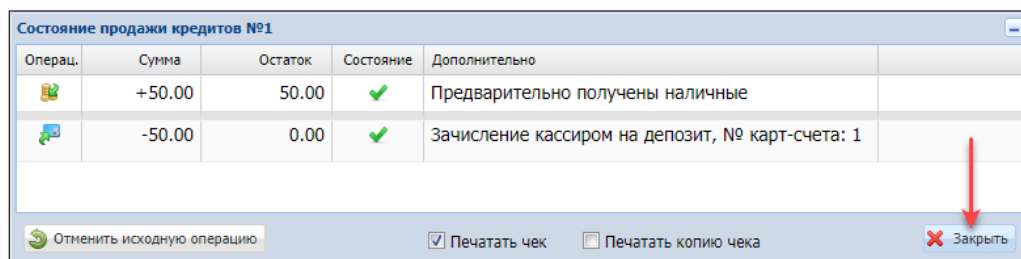 Состояние продажи кредитов №1
Операц. Сумма Остаток Состояние Дополнительно
+50.00 50.00 Предварительно получены наличные
-50.00 0.00 Зачисление кассиром на депозит, № карт-счета: 1
Отменить исходную операцию Печатать чек Печатать копию чека Закрыть